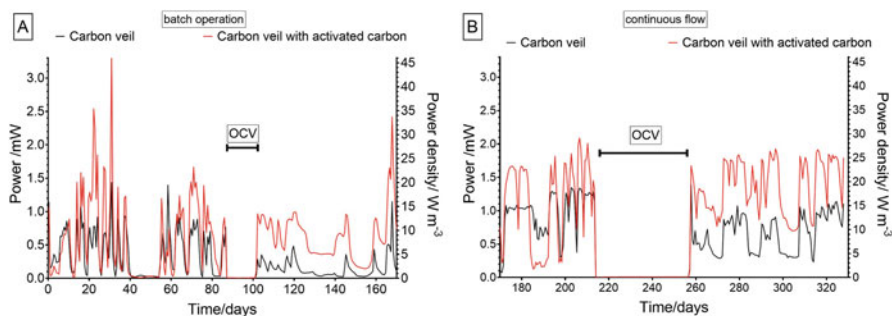 A
batch operation
— Carbon veil
— Carbon veil with activated carbon
Power /mW
3.0
2.5
2.0
1.5
1.0
0.5
0.0
OCV
45
40
35
30
25
20
15
10
5
0
Power density/ W m-3
0 20 40 60 80 100 120 140 160
Time/days
B
continuous flow
— Carbon veil
— Carbon veil with activated carbon
Power/mW
3.0
2.5
2.0
1.5
1.0
0.5
0.0
OCV
45
40
35
30
25
20
15
10
5
0
Power density/ W m-3
180 200 220 240 260 280 300 320
Time/days